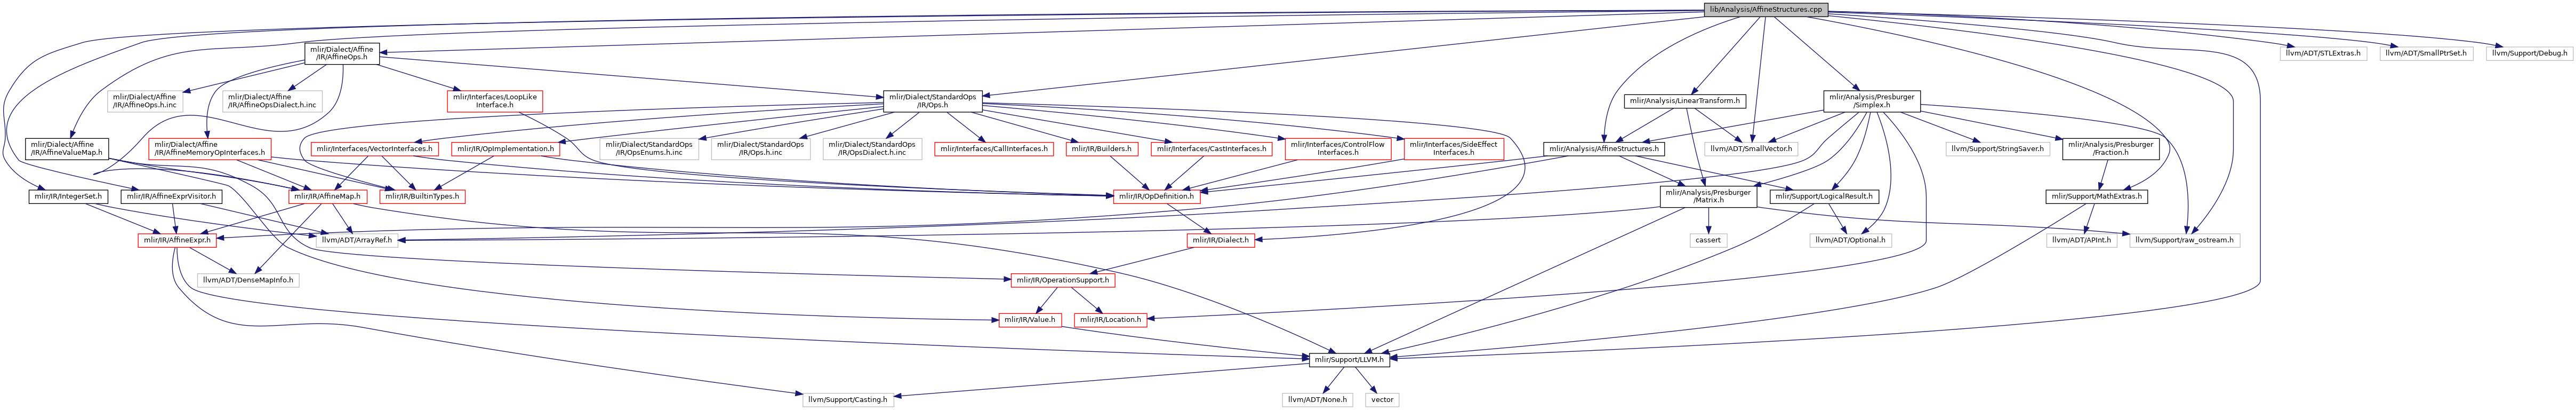 lib/Analysis/AffineStructures.cpp
mlir/Dialect/Affine
/IR/AffineOps.h
llvm/ADT/STLExtras.h
llvm/ADT/SmallPtrSet.h
llvm/Support/Debug.h
mlir/Dialect/Affine
/IR/AffineOps.h.inc
mlir/Dialect/Affine
/IR/AffineOpsDialect.h.inc
mlir/Interfaces/LoopLike
Interface.h
mlir/Dialect/StandardOps
/IR/Ops.h
mlir/Analysis/LinearTransform.h
mlir/Analysis/Presburger
/Simplex.h
mlir/Dialect/Affine
/IR/AffineValueMap.h
mlir/Dialect/Affine
/IR/AffineMemoryOpInterfaces.h
mlir/Interfaces/VectorInterfaces.h
mlir/IR/OpImplementation.h
mlir/Dialect/StandardOps
/IR/OpsEnums.h.inc
mlir/Dialect/StandardOps
/IR/Ops.h.inc
mlir/Dialect/StandardOps
/IR/OpsDialect.h.inc
mlir/Interfaces/CallInterfaces.h
mlir/IR/Builders.h
mlir/Interfaces/CastInterfaces.h
mlir/Interfaces/ControlFlow
Interfaces.h
mlir/Interfaces/SideEffect
Interfaces.h
mlir/Analysis/AffineStructures.h
llvm/ADT/SmallVector.h
llvm/Support/StringSaver.h
mlir/Analysis/Presburger
/Fraction.h
mlir/IR/IntegerSet.h
mlir/IR/AffineExprVisitor.h
mlir/IR/AffineMap.h
mlir/IR/BuiltinTypes.h
mlir/IR/OpDefinition.h
mlir/Analysis/Presburger
/Matrix.h
mlir/Support/LogicalResult.h
mlir/Support/MathExtras.h
mlir/IR/AffineExpr.h
llvm/ADT/ArrayRef.h
mlir/IR/Dialect.h
cassert
llvm/ADT/Optional.h
llvm/ADT/APInt.h
llvm/Support/raw_ostream.h
llvm/ADT/DenseMapInfo.h
mlir/IR/OperationSupport.h
mlir/IR/Value.h
mlir/IR/Location.h
mlir/Support/LLVM.h
llvm/Support/Casting.h
llvm/ADT/None.h
vector